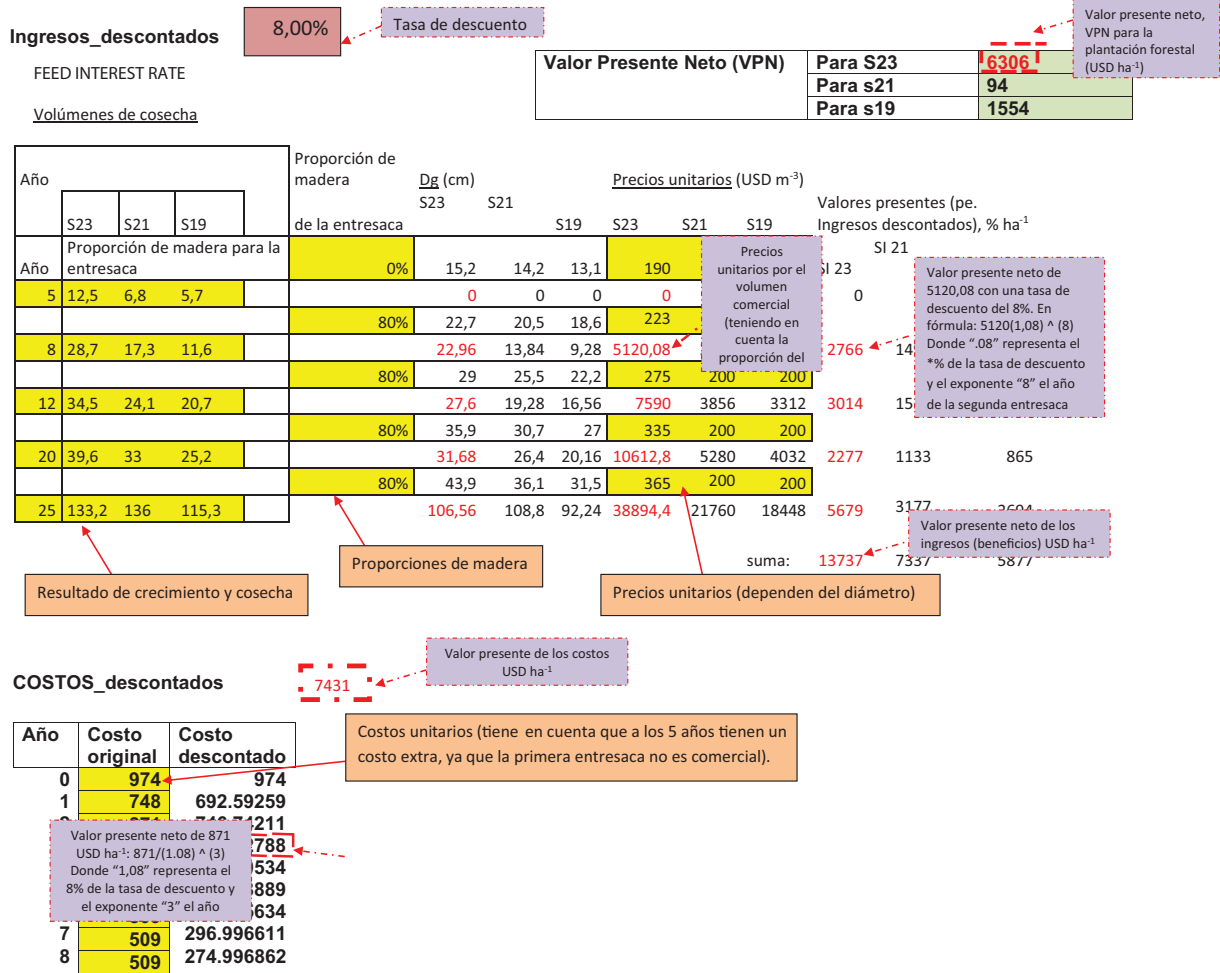 Ingresos_descontados
8,00%
Tasa de descuento
FEED INTEREST RATE
Volúmenes de cosecha
Valor Presente Neto (VPN) Para S23 6306
Para s21 94
Para s19 1554
Valor presente neto,
VPN para la
plantación forestal
(USD ha⁻¹)
Año
S23 S21 S19
Proporción de
madera
de la entresaca
Dg (cm)
S23 S21
S19
Precios unitarios (USD m⁻³)
S23 S21 S19
Valores presentes (pe.
Ingresos descontados), % ha⁻¹
SI 21
SI 23
Año Proporción de madera para la
entresaca
0% 15,2 14,2 13,1 190
5 12,5 6,8 5,7 0 0 0 0 0
80% 22,7 20,5 18,6 223
8 28,7 17,3 11,6 22,96 13,84 9,28 5120,08 2766 14
80% 29 25,5 22,2 275 200 200
12 34,5 24,1 20,7 27,6 19,28 16,56 7590 3856 3312 3014 15
80% 35,9 30,7 27 335 200 200
20 39,6 33 25,2 31,68 26,4 20,16 10612,8 5280 4032 2277 1133 865
80% 43,9 36,1 31,5 365 200 200
25 133,2 136 115,3 106,56 108,8 92,24 38894,4 21760 18448 5679 3177
suma: 13737 7337 5877
Precios
unitarios por el
volumen
comercial
(teniendo en
cuenta la
proporción del
Valor presente neto de
5120,08 con una tasa de
descuento del 8%. En
fórmula: 5120(1,08) ^ (8)
Donde ".08" representa el
*% de la tasa de descuento
y el exponente "8" el año
de la segunda entresaca
Valor presente neto de los
ingresos (beneficios) USD ha⁻¹
Resultado de crecimiento y cosecha
Proporciones de madera
Precios unitarios (dependen del diámetro)
COSTOS_descontados
7431
Valor presente de los costos
USD ha⁻¹
Costos unitarios (tiene en cuenta que a los 5 años tienen un
costo extra, ya que la primera entresaca no es comercial).
Año Costo Costo
original descontado
0 974 974
1 748 692.59259
Valor presente neto de 871
USD ha⁻¹: 871/(1.08) ^ (3)
Donde "1,08" representa el
8% de la tasa de descuento y
el exponente "3" el año
4211
788
534
889
634
7 509 296.996611
8 509 274.996862